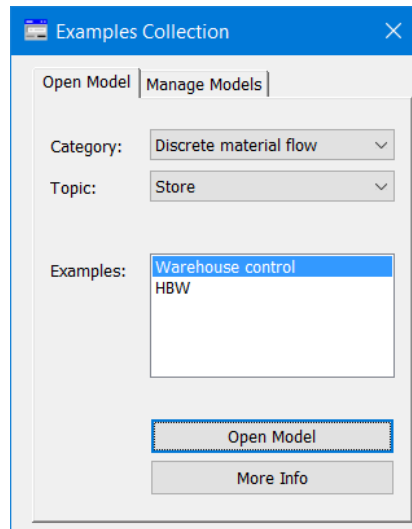 Examples Collection
Open Model Manage Models
Category: Discrete material flow
Topic: Store
Examples: Warehouse control
HBW
Open Model
More Info